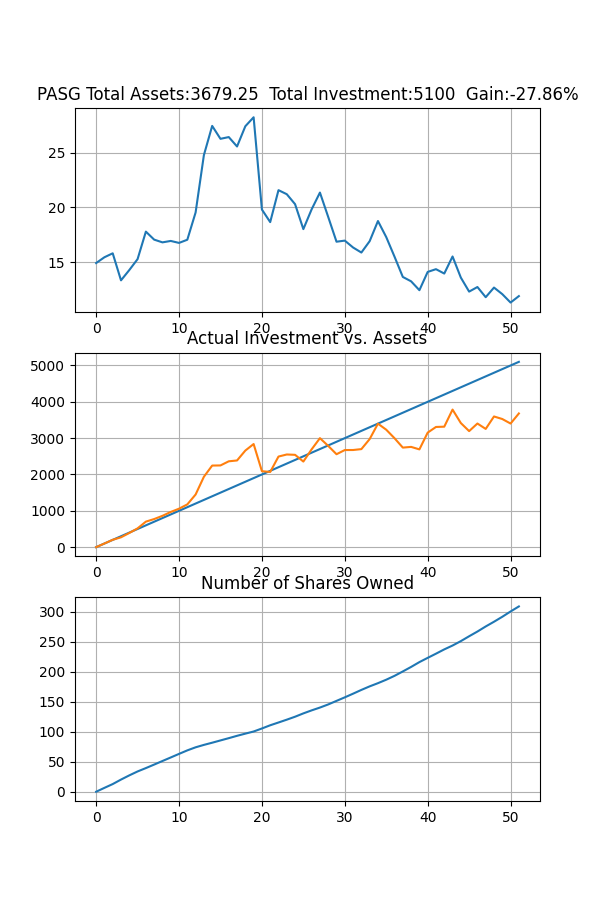 PASG Total Assets:3679.25  Total Investment:5100  Gain:-27.86%
25
20
15
0 10 20 30 40 50
Actual Investment vs. Assets
5000
4000
3000
2000
1000
0
0 10 20 30 40 50
Number of Shares Owned
300
250
200
150
100
50
0
0 10 20 30 40 50